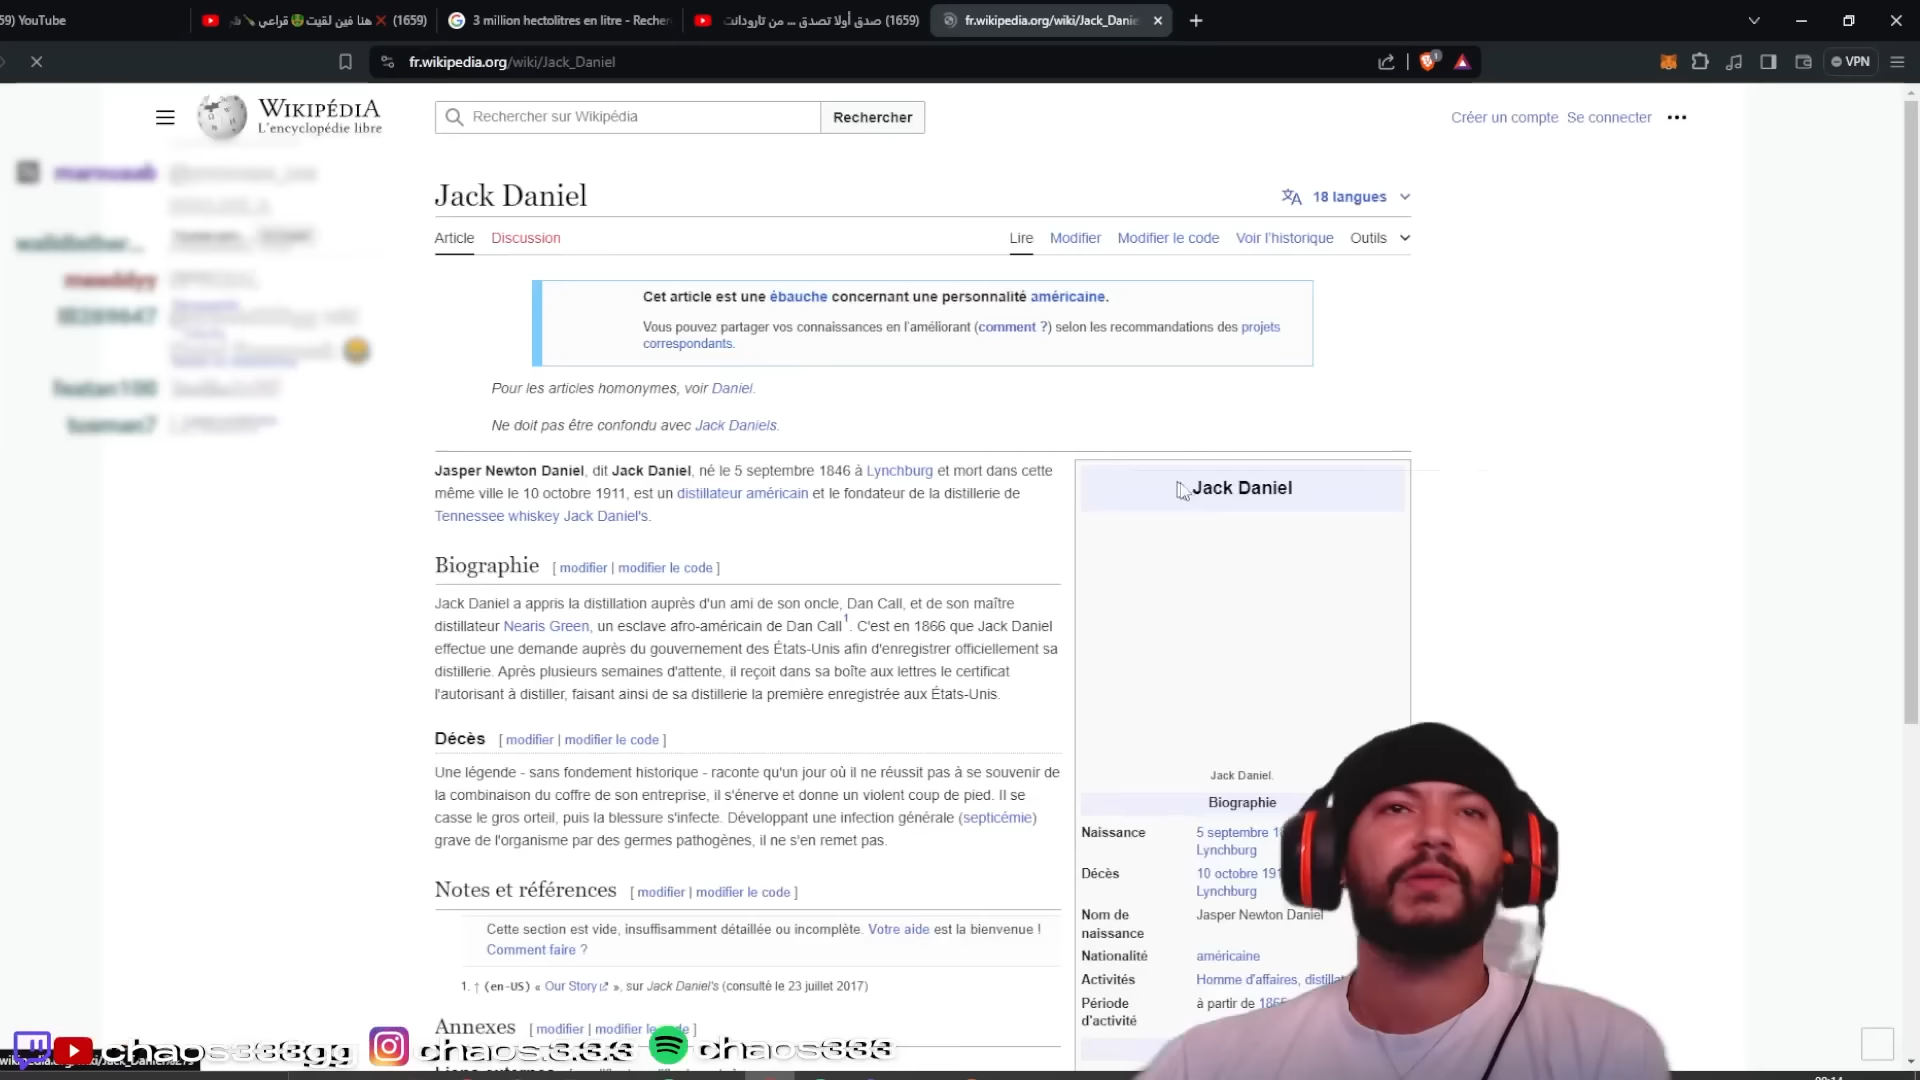 59) YouTube
(1659) هنا فين لقيت🤢قراعي
3 million hectolitres en litre - Recher
(1659) صدق أولا تصدق ... من تارودانت
fr.wikipedia.org/wiki/Jack_Danie
fr.wikipedia.org/wiki/Jack_Daniel
1
VPN
WIKIPÉDIA
L'encyclopédie libre
Rechercher sur Wikipédia
Rechercher
Créer un compte Se connecter
marouaab
Jack Daniel
18 langues
Article Discussion
Lire Modifier Modifier le code Voir l'historique Outils
Cet article est une ébauche concernant une personnalité américaine.
Vous pouvez partager vos connaissances en l'améliorant (comment ?) selon les recommandations des projets
correspondants.
Pour les articles homonymes, voir Daniel.
Ne doit pas être confondu avec Jack Daniels.
Jasper Newton Daniel, dit Jack Daniel, né le 5 septembre 1846 à Lynchburg et mort dans cette
même ville le 10 octobre 1911, est un distillateur américain et le fondateur de la distillerie de
Tennessee whiskey Jack Daniel's.
Biographie [ modifier | modifier le code ]
Jack Daniel a appris la distillation auprès d'un ami de son oncle, Dan Call, et de son maître
distillateur Nearis Green, un esclave afro-américain de Dan Call1. C'est en 1866 que Jack Daniel
effectue une demande auprès du gouvernement des États-Unis afin d'enregistrer officiellement sa
distillerie. Après plusieurs semaines d'attente, il reçoit dans sa boîte aux lettres le certificat
l'autorisant à distiller, faisant ainsi de sa distillerie la première enregistrée aux États-Unis.
Décès [ modifier | modifier le code ]
Une légende - sans fondement historique - raconte qu'un jour où il ne réussit pas à se souvenir de
la combinaison du coffre de son entreprise, il s'énerve et donne un violent coup de pied. Il se
casse le gros orteil, puis la blessure s'infecte. Développant une infection générale (septicémie)
grave de l'organisme par des germes pathogènes, il ne s'en remet pas.
Notes et références [ modifier | modifier le code ]
Cette section est vide, insuffisamment détaillée ou incomplète. Votre aide est la bienvenue !
Comment faire ?
1. ↑ (en-US) « Our Story », sur Jack Daniel's (consulté le 23 juillet 2017)
Annexes [ modifier | modifier le code ]
Jack Daniel
Jack Daniel.
Biographie
Naissance 5 septembre 18
Lynchburg
Décès 10 octobre 191
Lynchburg
Nom de
naissance
Jasper Newton Daniel
Nationalité américaine
Activités Homme d'affaires, distillat
Période
d'activité
à partir de 1866
chaos333gg
chaos.333
chaos333